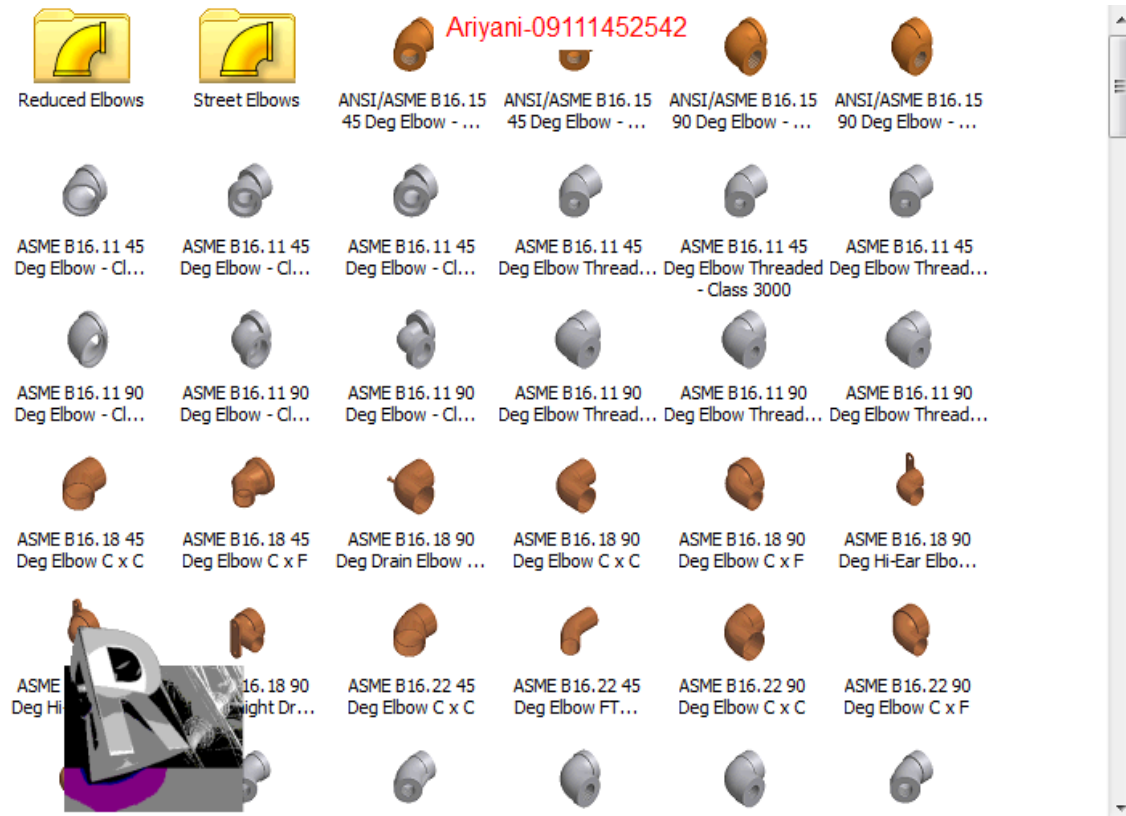 Ariyani-09111452542
Reduced Elbows
Street Elbows
ANSI/ASME B16.15
45 Deg Elbow - ...
ANSI/ASME B16.15
45 Deg Elbow - ...
ANSI/ASME B16.15
90 Deg Elbow - ...
ANSI/ASME B16.15
90 Deg Elbow - ...
ASME B16.11 45
Deg Elbow - Cl...
ASME B16.11 45
Deg Elbow - Cl...
ASME B16.11 45
Deg Elbow - Cl...
ASME B16.11 45
Deg Elbow Thread...
ASME B16.11 45
Deg Elbow Threaded
- Class 3000
ASME B16.11 45
Deg Elbow Thread...
ASME B16.11 90
Deg Elbow - Cl...
ASME B16.11 90
Deg Elbow - Cl...
ASME B16.11 90
Deg Elbow - Cl...
ASME B16.11 90
Deg Elbow Thread...
ASME B16.11 90
Deg Elbow Thread...
ASME B16.11 90
Deg Elbow Thread...
ASME B16.18 45
Deg Elbow C x C
ASME B16.18 45
Deg Elbow C x F
ASME B16.18 90
Deg Drain Elbow ...
ASME B16.18 90
Deg Elbow C x C
ASME B16.18 90
Deg Elbow C x F
ASME B16.18 90
Deg Hi-Ear Elbo...
ASME
Deg Hi
16.18 90
ight Dr...
ASME B16.22 45
Deg Elbow C x C
ASME B16.22 45
Deg Elbow FT...
ASME B16.22 90
Deg Elbow C x C
ASME B16.22 90
Deg Elbow C x F
R